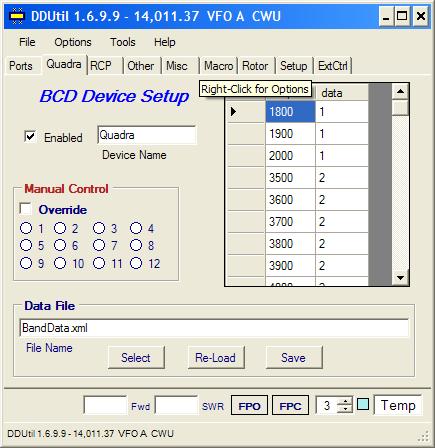 DDUtil 1.6.9.9 - 14,011.37 VFO A CWU
File Options Tools Help
Ports Quadra RCP Other Misc Macro Rotor Setup ExtCtrl
Right-Click for Options
BCD Device Setup
data
Enabled Quadra
Device Name
1800 1
1900 1
2000 1
3500 2
3600 2
3700 2
3800 2
3900 2
Manual Control
Override
1 2 3 4
5 6 7 8
9 10 11 12
Data File
BandData.xml
File Name Select Re-Load Save
Fwd SWR FPO FPC 3 Temp
DDUtil 1.6.9.9 - 14,011.37 VFO A CWU